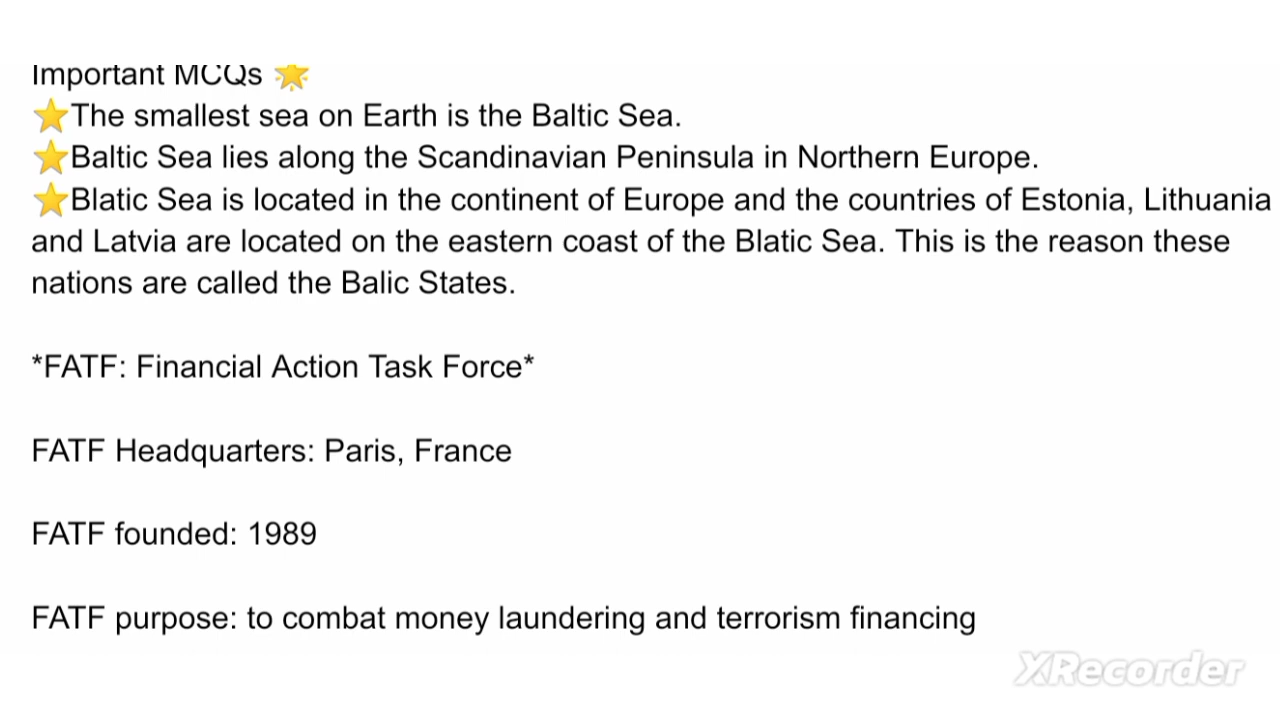 Important MCQs 🌟
⭐The smallest sea on Earth is the Baltic Sea.
⭐Baltic Sea lies along the Scandinavian Peninsula in Northern Europe.
⭐Blatic Sea is located in the continent of Europe and the countries of Estonia, Lithuania
and Latvia are located on the eastern coast of the Blatic Sea. This is the reason these
nations are called the Balic States.
*FATF: Financial Action Task Force*
FATF Headquarters: Paris, France
FATF founded: 1989
FATF purpose: to combat money laundering and terrorism financing
XRecorder